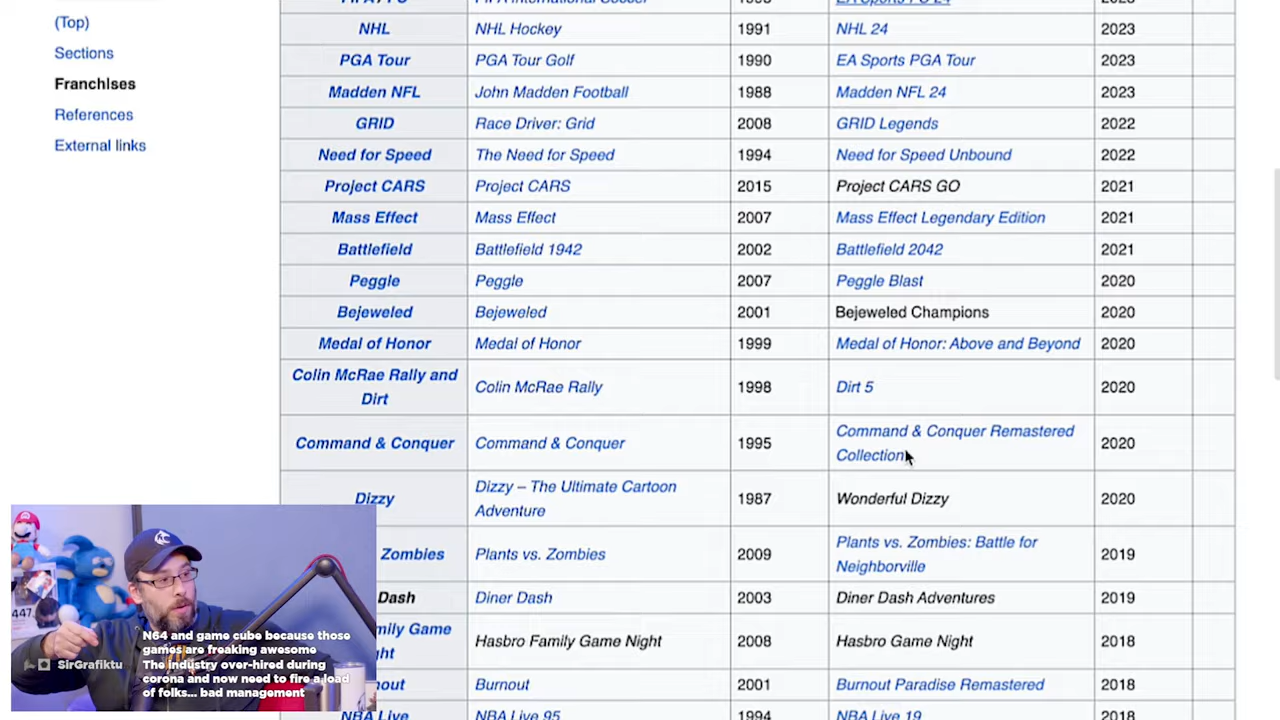 (Top)
Sections
Franchises
References
External links
FIFA International Soccer
NHL NHL Hockey 1991 NHL 24 2023
PGA Tour PGA Tour Golf 1990 EA Sports PGA Tour 2023
Madden NFL John Madden Football 1988 Madden NFL 24 2023
GRID Race Driver: Grid 2008 GRID Legends 2022
Need for Speed The Need for Speed 1994 Need for Speed Unbound 2022
Project CARS Project CARS 2015 Project CARS GO 2021
Mass Effect Mass Effect 2007 Mass Effect Legendary Edition 2021
Battlefield Battlefield 1942 2002 Battlefield 2042 2021
Peggle Peggle 2007 Peggle Blast 2020
Bejeweled Bejeweled 2001 Bejeweled Champions 2020
Medal of Honor Medal of Honor 1999 Medal of Honor: Above and Beyond 2020
Colin McRae Rally and
Dirt Colin McRae Rally 1998 Dirt 5 2020
Command & Conquer Command & Conquer 1995 Command & Conquer Remastered
Collection 2020
Dizzy Dizzy – The Ultimate Cartoon
Adventure 1987 Wonderful Dizzy 2020
Zombies Plants vs. Zombies 2009 Plants vs. Zombies: Battle for
Neighborville 2019
Dash Diner Dash 2003 Diner Dash Adventures 2019
mily Game
ht Hasbro Family Game Night 2008 Hasbro Game Night 2018
nout Burnout 2001 Burnout Paradise Remastered 2018
NBA Live NBA Live 95 1994 NBA Live 19 2018
447
SirGrafiktu
N64 and game cube because those
games are freaking awesome
The industry over-hired during
corona and now need to fire a load
of folks... bad management